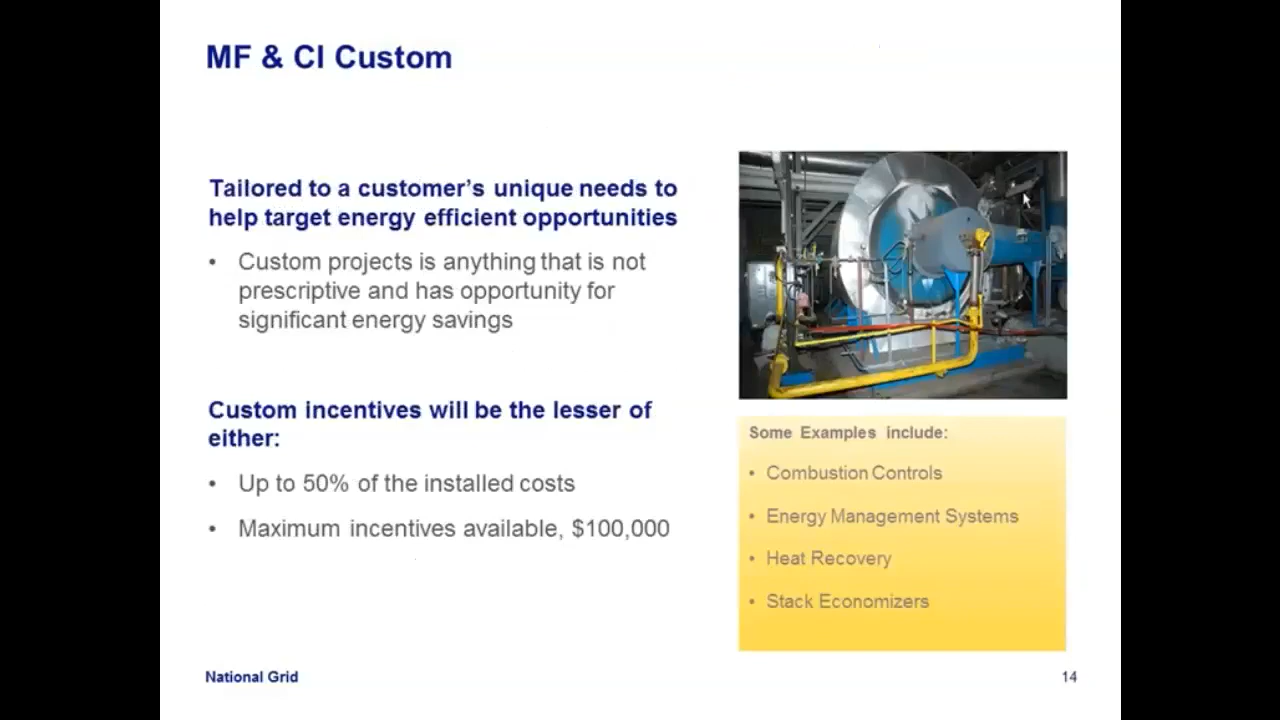 MF & CI Custom
Tailored to a customer's unique needs to
help target energy efficient opportunities
• Custom projects is anything that is not
prescriptive and has opportunity for
significant energy savings
Custom incentives will be the lesser of
either:
• Up to 50% of the installed costs
• Maximum incentives available, $100,000
Some Examples include:
• Combustion Controls
• Energy Management Systems
• Heat Recovery
• Stack Economizers
National Grid
14